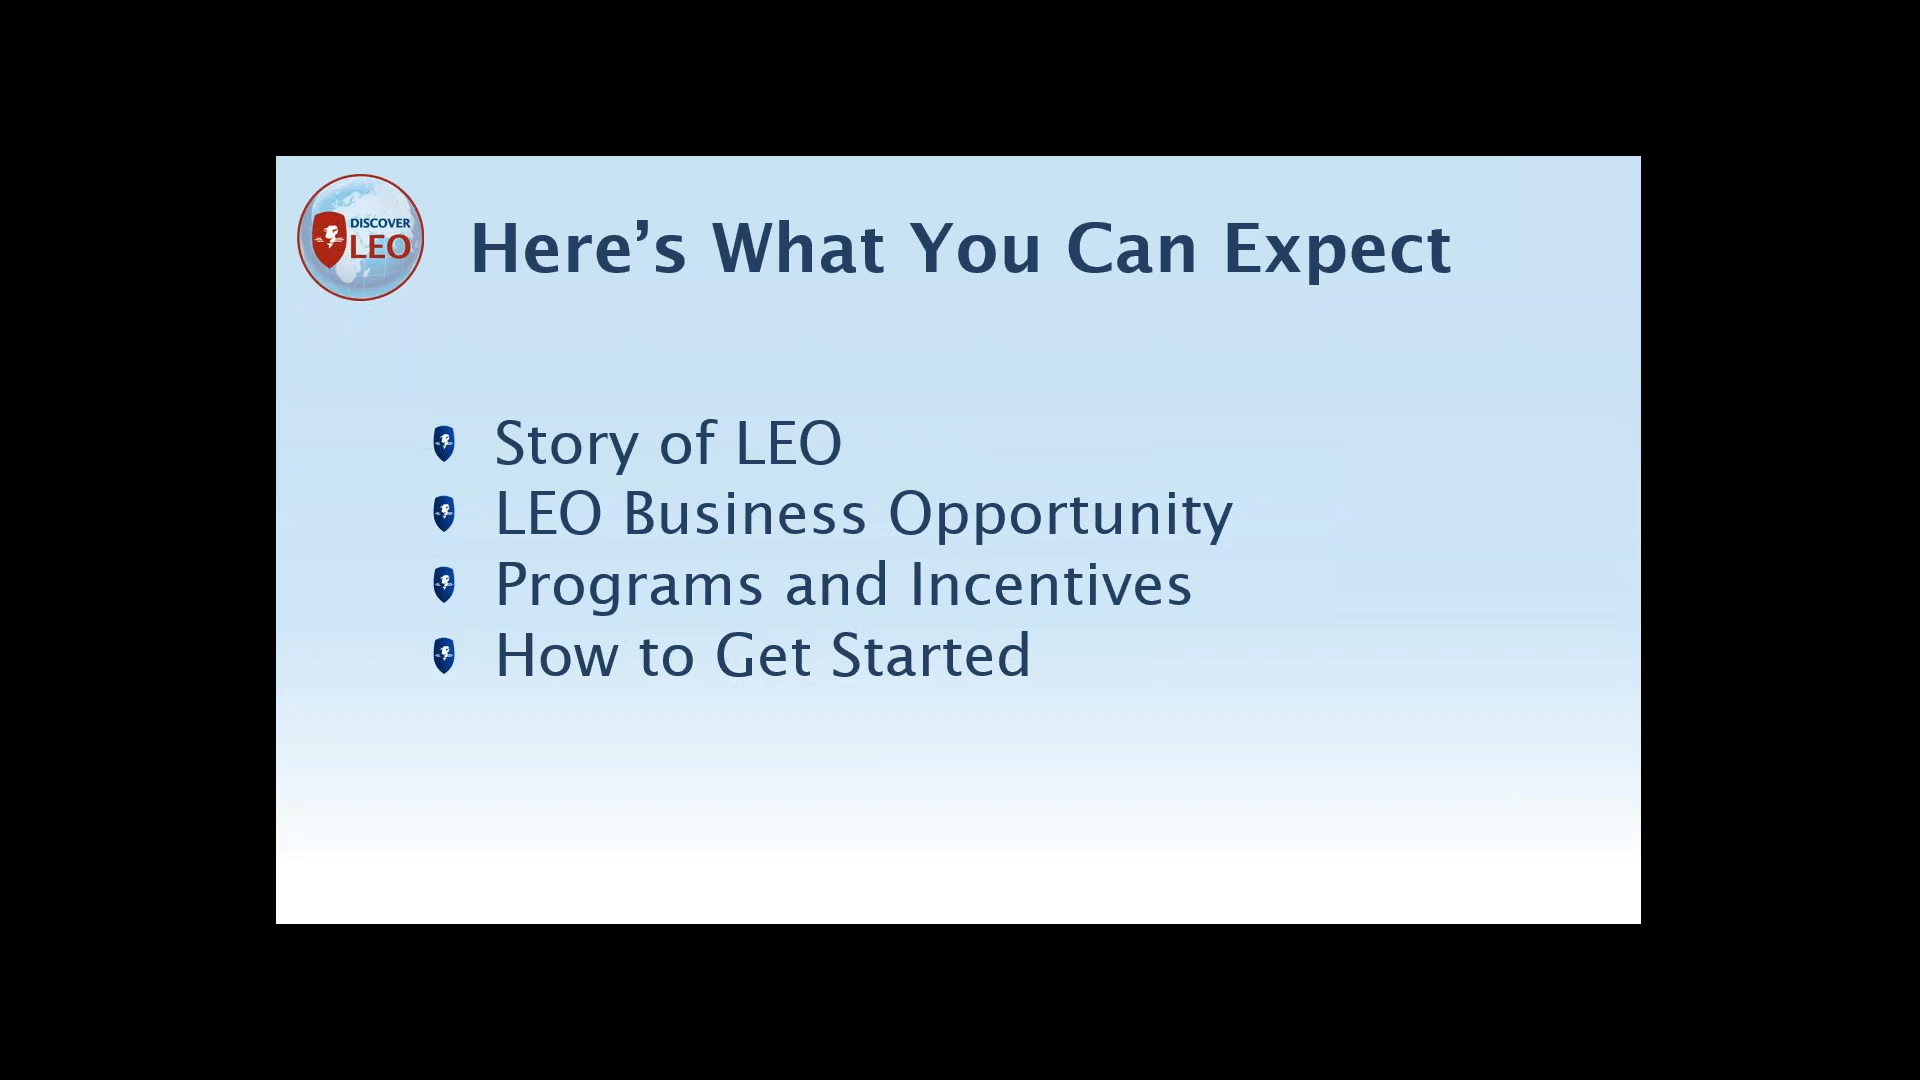 DISCOVER
LEO
Here’s What You Can Expect
Story of LEO
LEO Business Opportunity
Programs and Incentives
How to Get Started